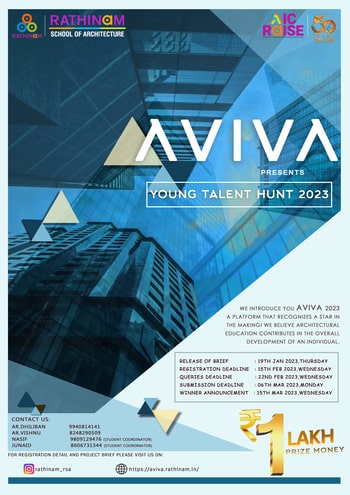 RATHINAM
RATHINAM
SCHOOL OF ARCHITECTURE
AIC
RAISE
AVIVA
PRESENTS
YOUNG TALENT HUNT 2023
WE INTRODUCE YOU AVIVA 2023
A PLATFORM THAT RECOGNIZES A STAR IN
THE MAKING! WE BELIEVE ARCHITECTURAL
EDUCATION CONTRIBUTES IN THE OVERALL
DEVELOPMENT OF AN INDIVIDUAL.
RELEASE OF BRIEF : 19TH JAN 2023,THURSDAY
REGISTRATION DEADLINE : 15TH FEB 2023,WEDNESDAY
QUERIES DEADLINE : 22ND FEB 2023,WEDNESDAY
SUBMISSION DEADLINE : 06TH MAR 2023,MONDAY
WINNER ANNOUNCEMENT : 15TH MAR 2023,WEDNESDAY
CONTACT US:
AR.DHILIBAN 9940814141
AR.VISHNU 8248290509
NASIF 9809129476 (STUDENT COORDINATOR)
JUNAID 8606731344 (STUDENT COORDINATOR)
FOR REGISTRATION DETAIL AND PROJECT BRIEF PLEASE VISIT US ON:
rathinam_rsa
https://aviva.rathinam.in/
₹1
LAKH
PRIZE MONEY